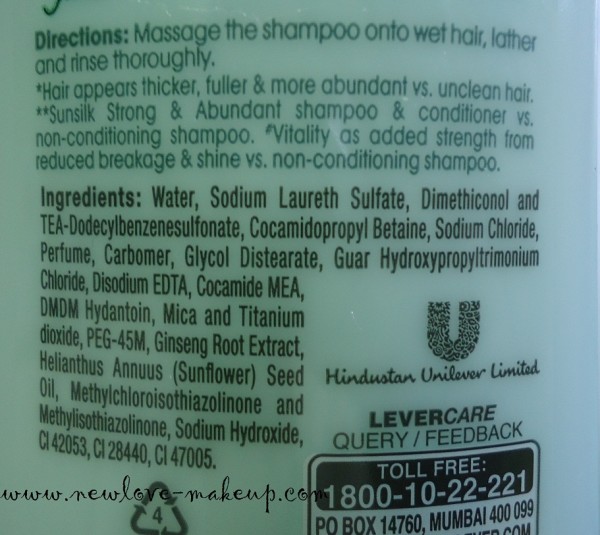 Directions: Massage the shampoo onto wet hair, lather
and rinse thoroughly.
*Hair appears thicker, fuller & more abundant vs. unclean hair.
**Sunsilk Strong & Abundant shampoo & conditioner vs.
non-conditioning shampoo. #Vitality as added strength from
reduced breakage & shine vs. non-conditioning shampoo.
Ingredients: Water, Sodium Laureth Sulfate, Dimethiconol and
TEA-Dodecylbenzenesulfonate, Cocamidopropyl Betaine, Sodium Chloride,
Perfume, Carbomer, Glycol Distearate, Guar Hydroxypropyltrimonium
Chloride, Disodium EDTA, Cocamide MEA,
DMDM Hydantoin, Mica and Titanium
dioxide, PEG-45M, Ginseng Root Extract,
Helianthus Annuus (Sunflower) Seed
Oil, Methylchloroisothiazolinone and
Methylisothiazolinone, Sodium Hydroxide,
CI 42053, CI 28440, CI 47005.
Hindustan Unilever Limited
LEVERCARE
QUERY / FEEDBACK
TOLL FREE:
1800-10-22-221
PO BOX 14760, MUMBAI 400 099
www.newlove-makeup.com
4